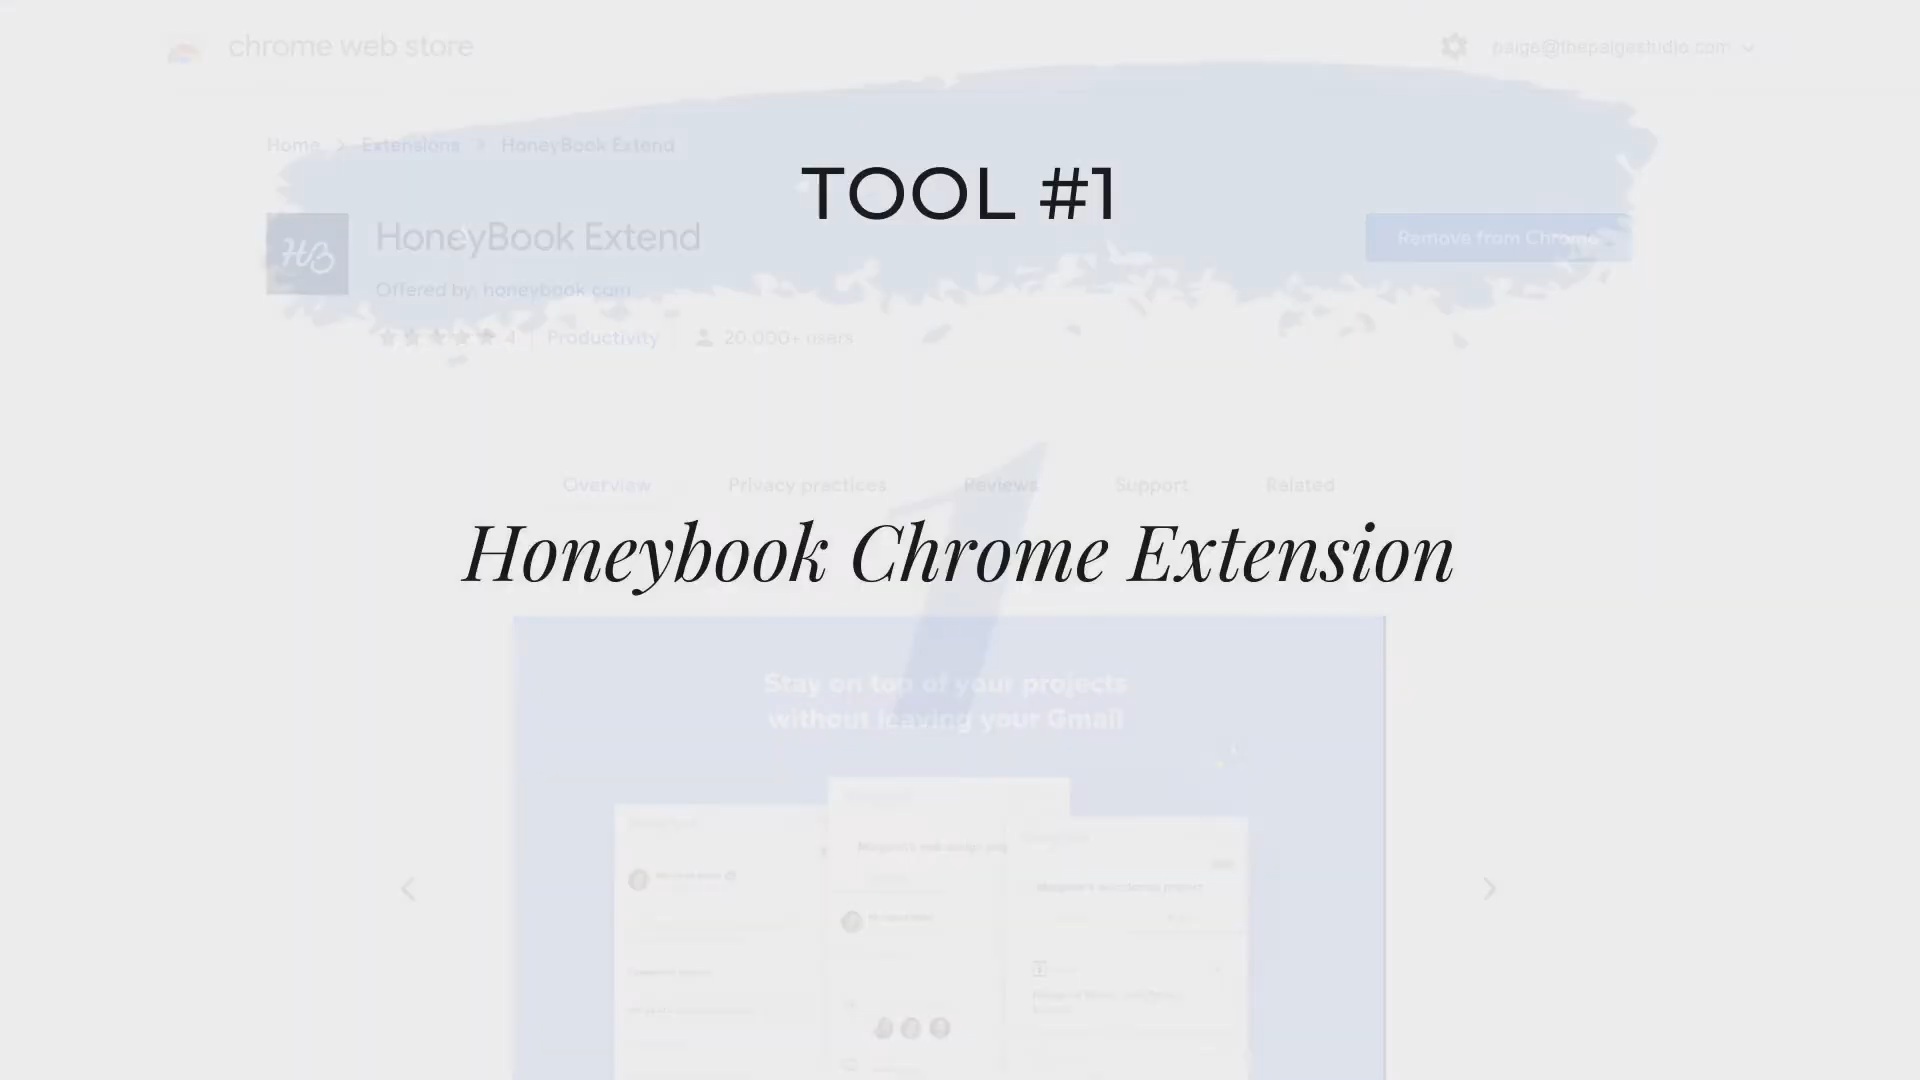 chrome web store
paige@thepaigestudio.com
Home > Extensions > HoneyBook Extend
TOOL #1
HB
HoneyBook Extend
Remove from Chrome
Offered by: honeybook.com
4 Productivity 20,000+ users
1
Overview Privacy practices Reviews Support Related
Honeybook Chrome Extension
Stay on top of your projects
without leaving your Gmail